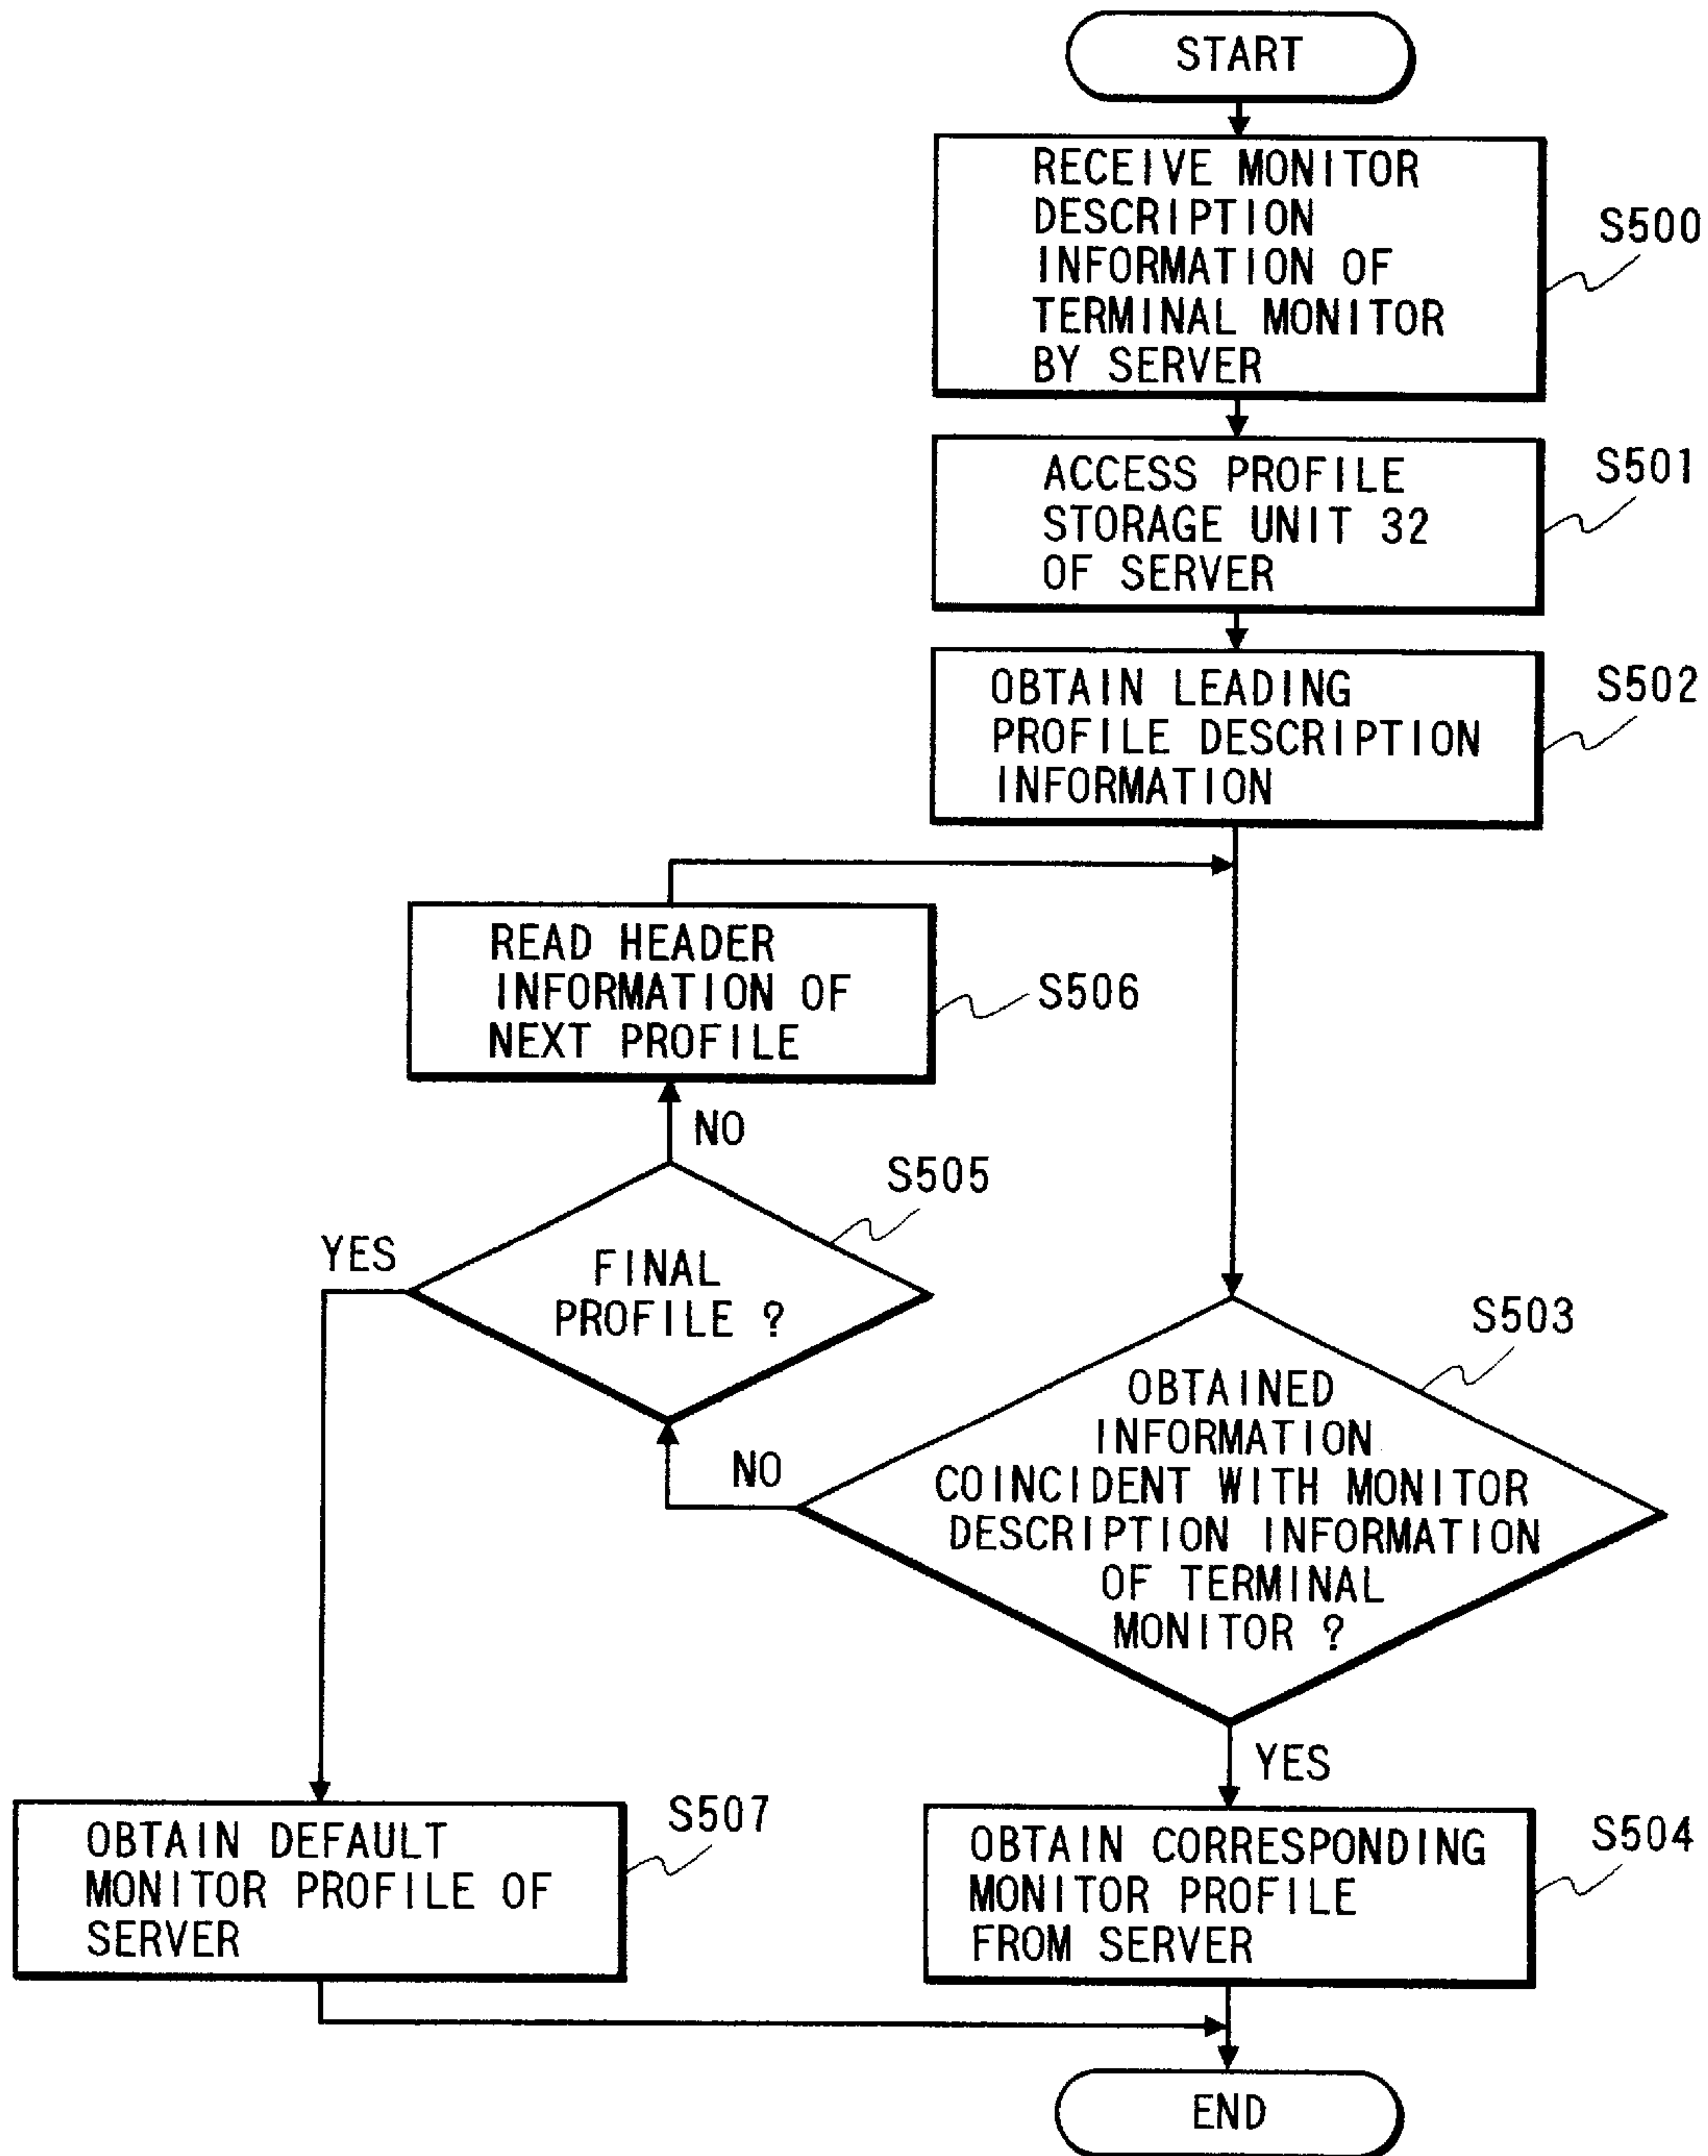 START
RECEIVE MONITOR
DESCRIPTION
INFORMATION OF
TERMINAL MONITOR
BY SERVER
S500
ACCESS PROFILE
STORAGE UNIT 32
OF SERVER
S501
OBTAIN LEADING
PROFILE DESCRIPTION
INFORMATION
S502
READ HEADER
INFORMATION OF
NEXT PROFILE
S506
NO
S505
YES
FINAL
PROFILE ?
S503
OBTAINED
INFORMATION
COINCIDENT WITH MONITOR
DESCRIPTION INFORMATION
OF TERMINAL
MONITOR ?
NO
YES
OBTAIN DEFAULT
MONITOR PROFILE OF
SERVER
S507
OBTAIN CORRESPONDING
MONITOR PROFILE
FROM SERVER
S504
END